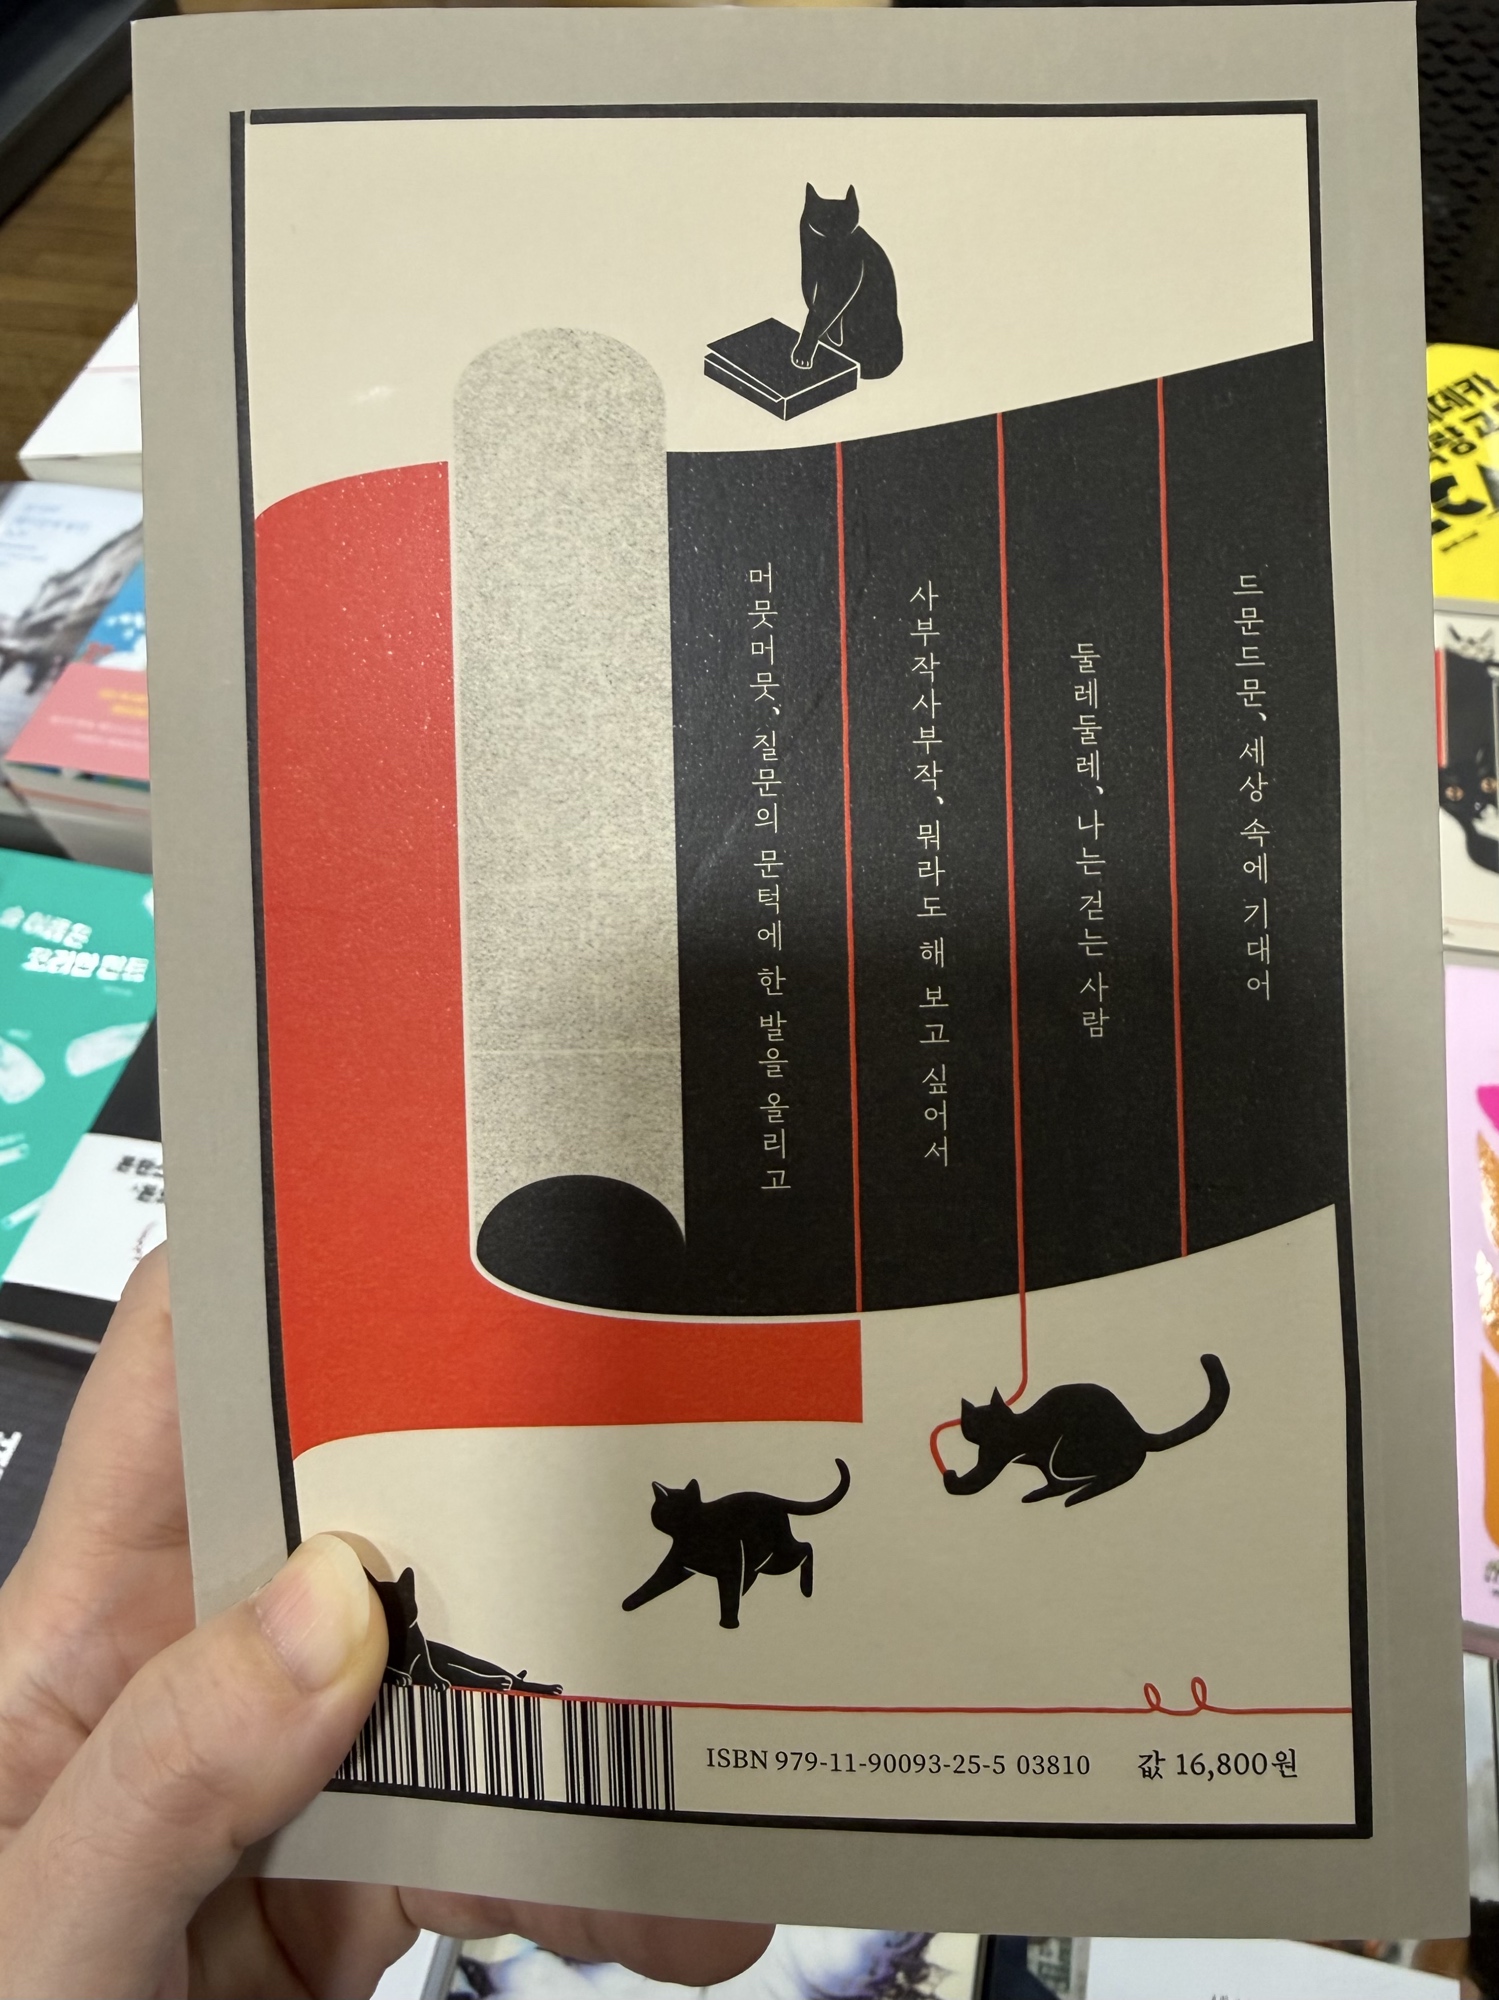 드문드문, 세상 속에 기대어
둘레둘레, 나는 걷는 사람
사부작사부작, 뭐라도 해 보고 싶어서
머뭇머뭇, 질문의 문턱에 한 발을 올리고
ISBN 979-11-90093-25-5 03810
값 16,800원